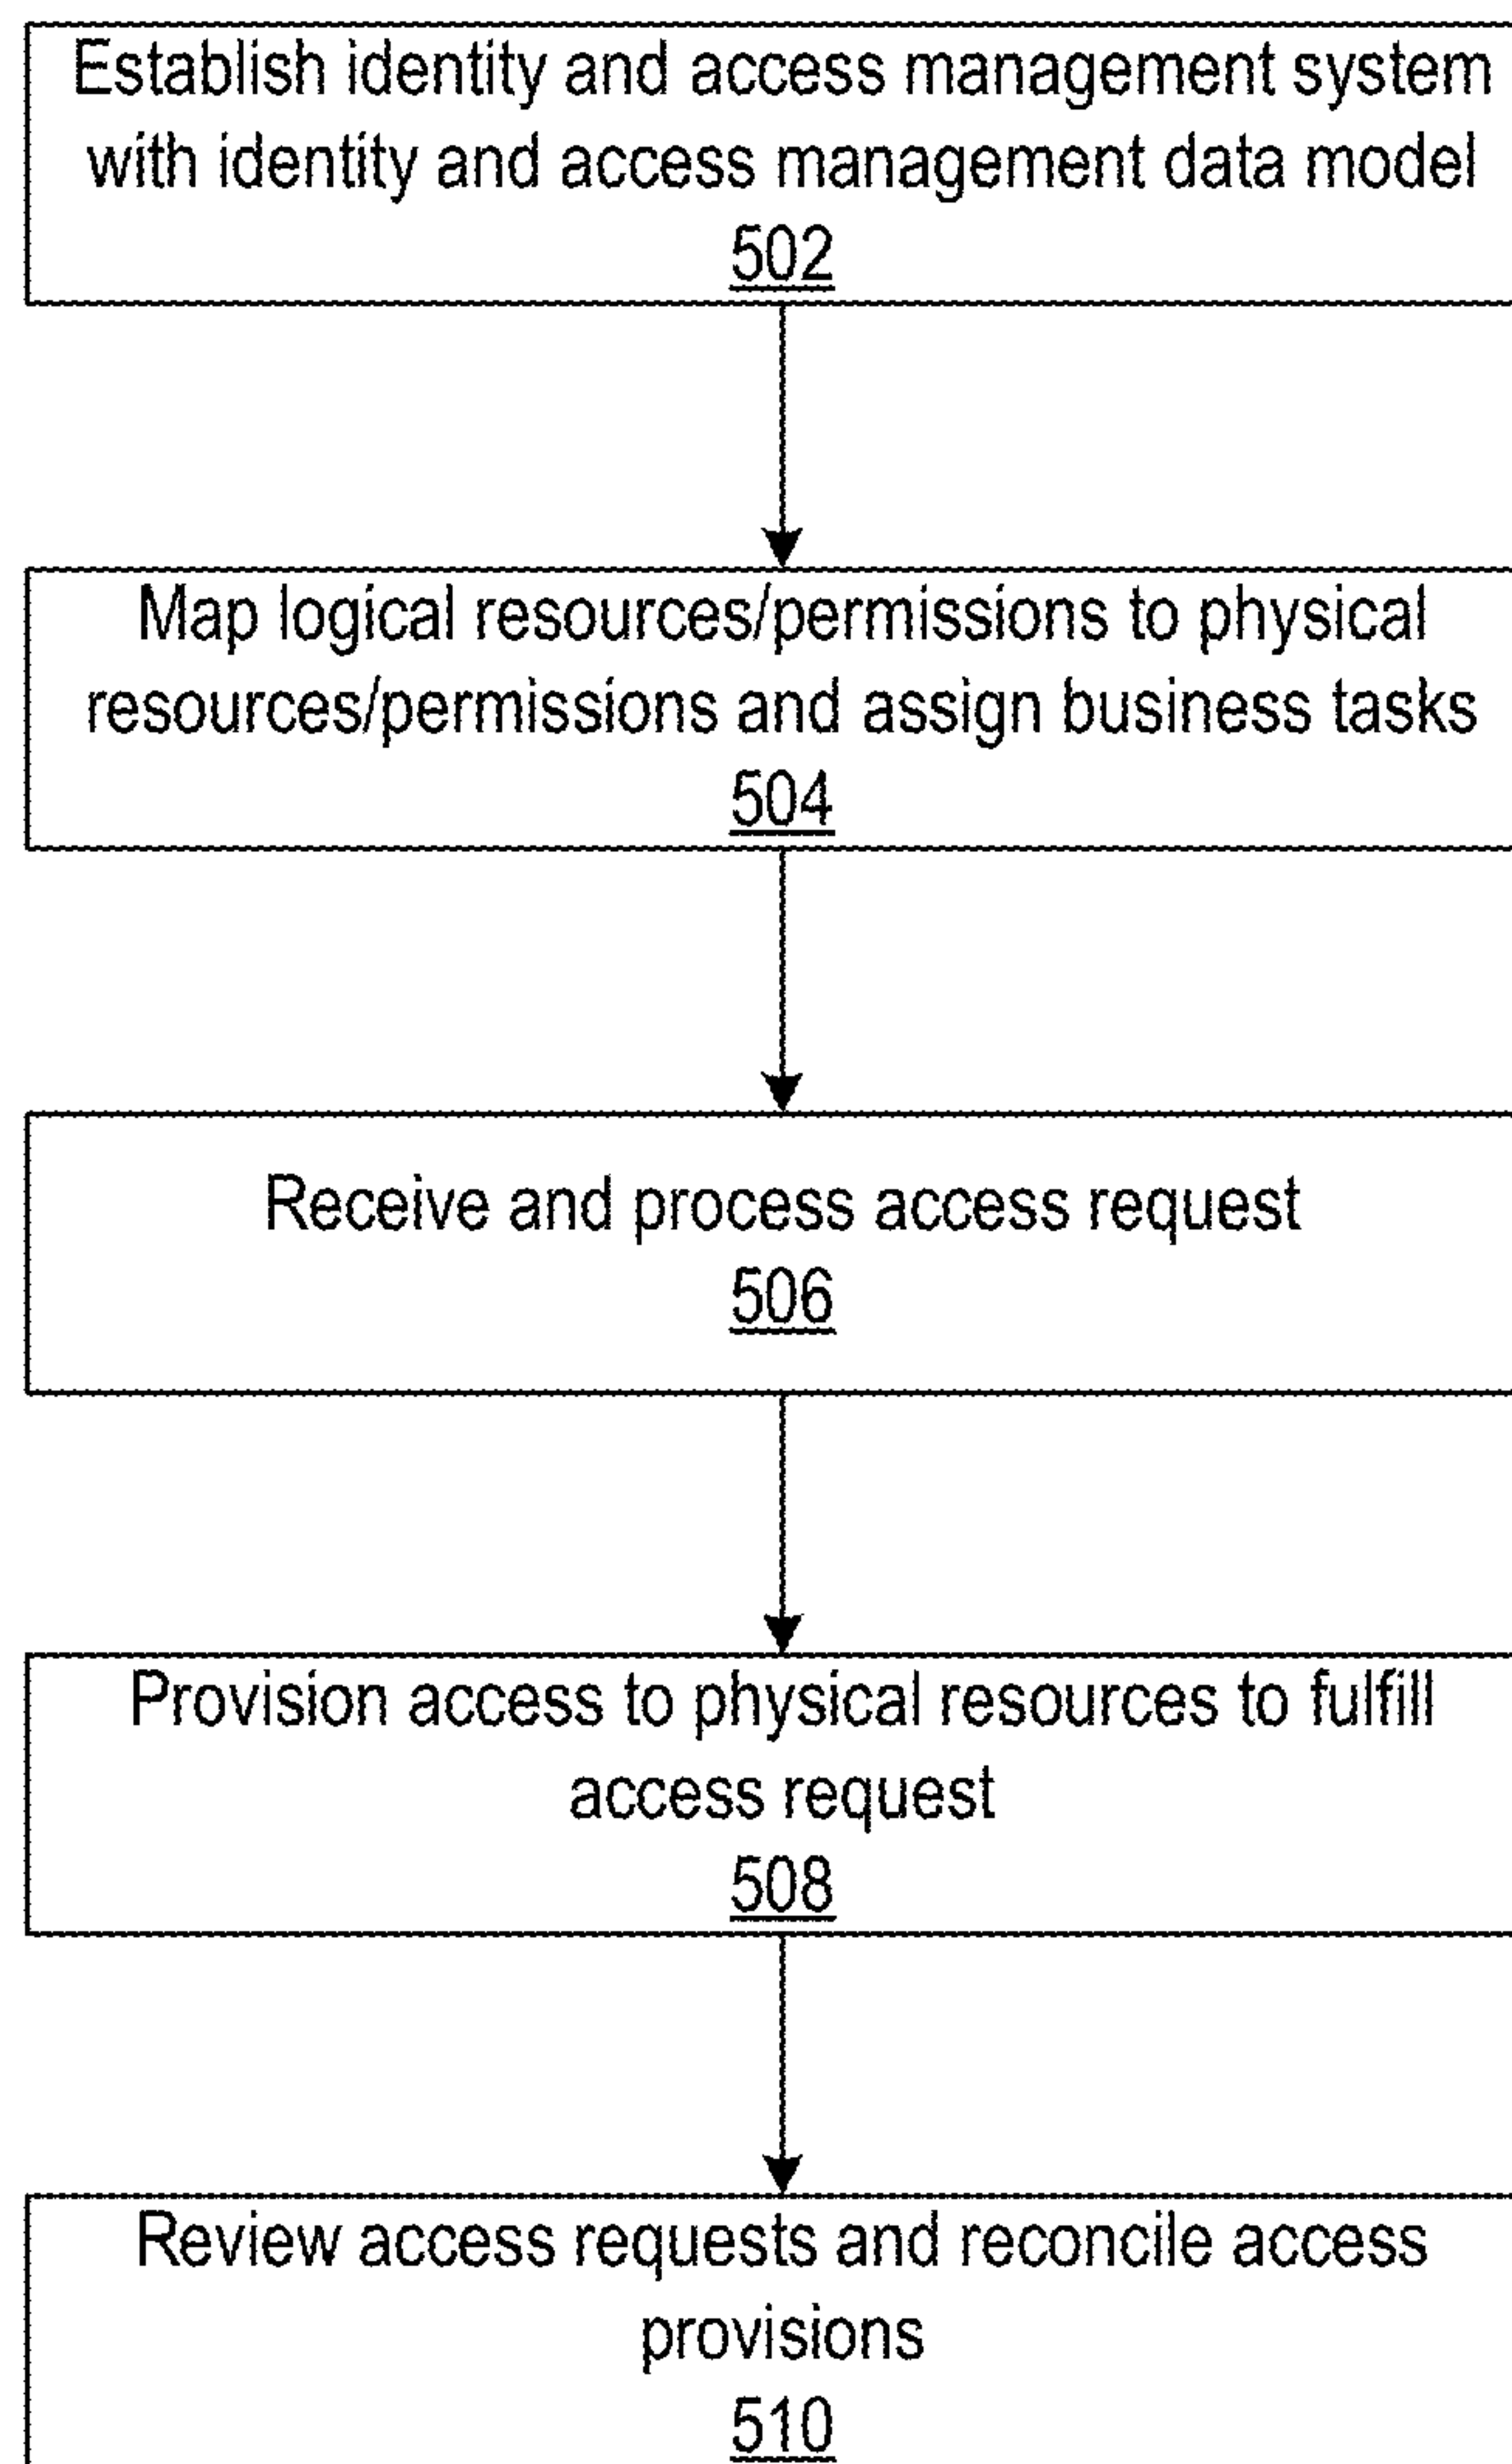 Establish identity and access management system
with identity and access management data model
502
Map logical resources/permissions to physical
resources/permissions and assign business tasks
504
Receive and process access request
506
Provision access to physical resources to fulfill
access request
508
Review access requests and reconcile access
provisions
510